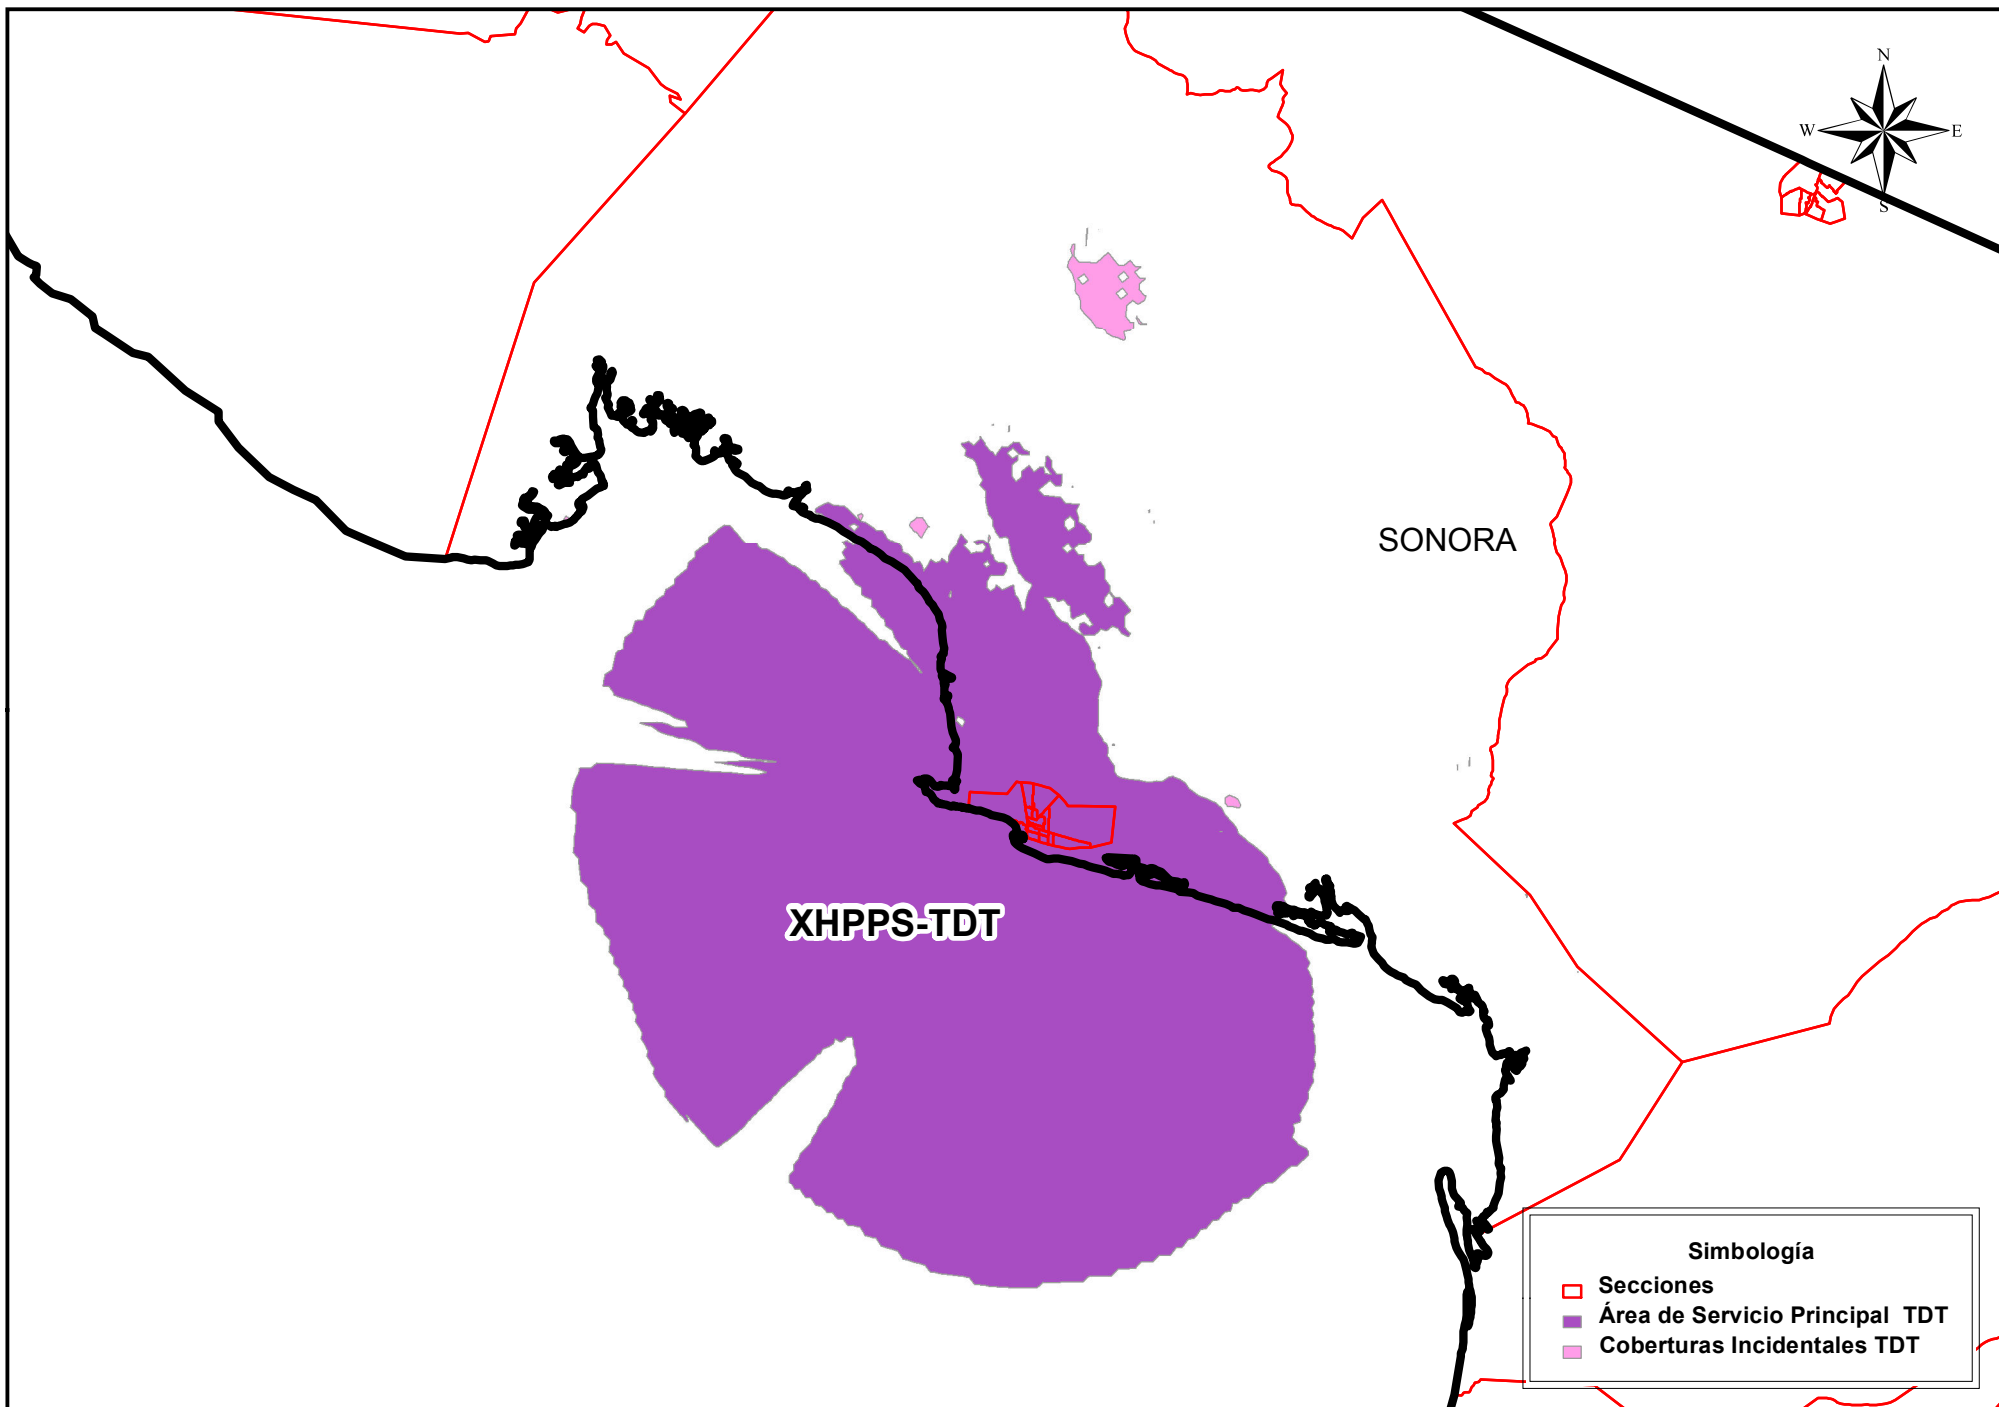 N
W E
S
SONORA
XHPPS-TDT
Simbología
Secciones
Área de Servicio Principal TDT
Coberturas Incidentales TDT